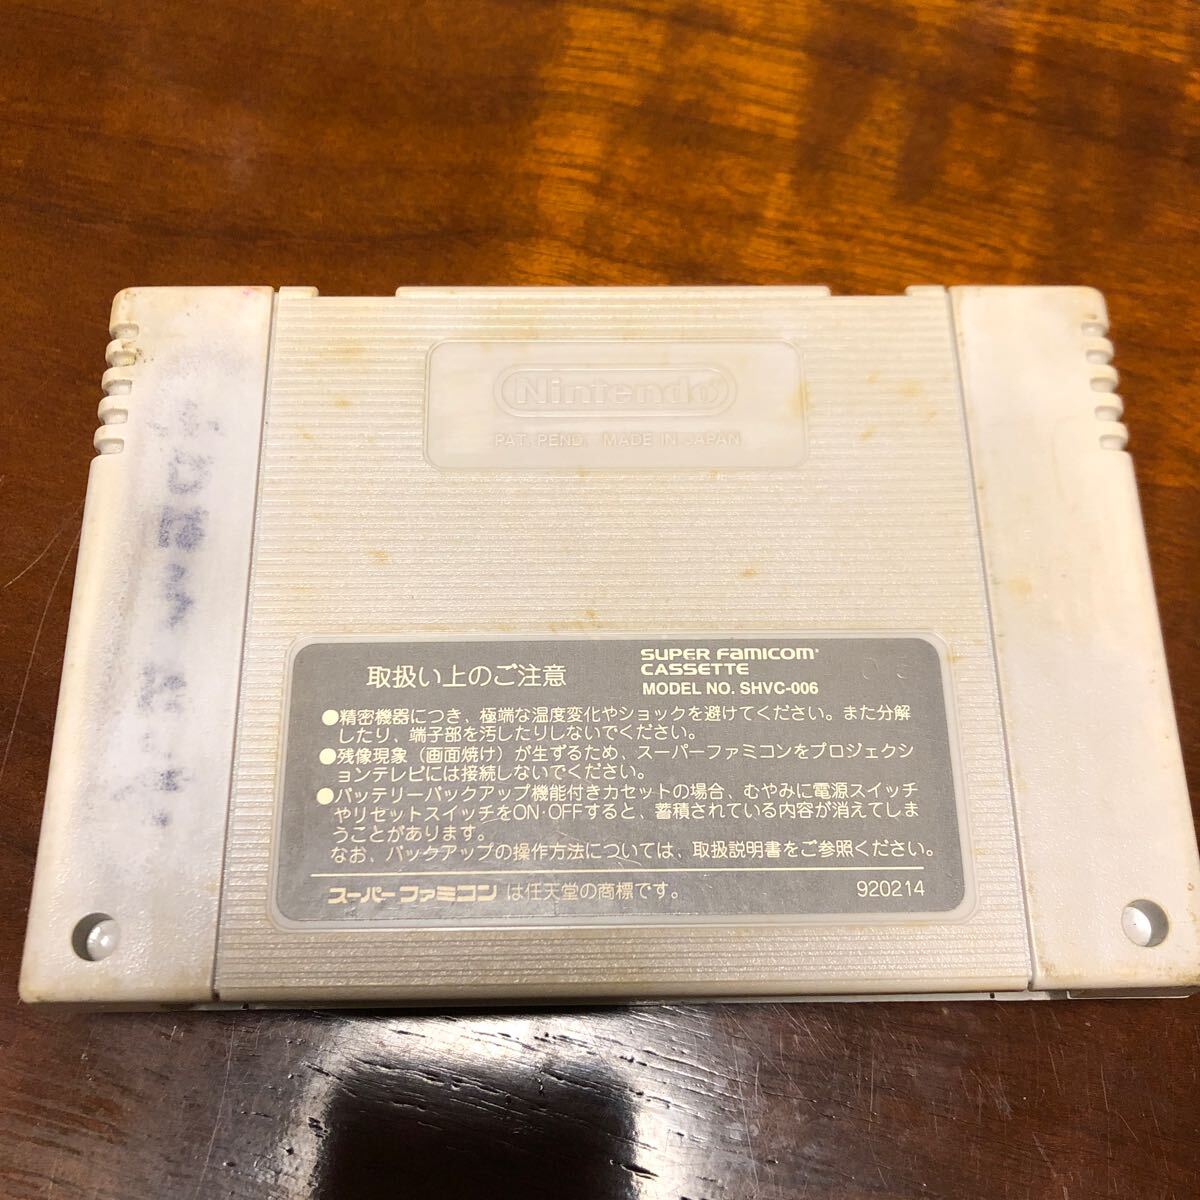 Nintendo®
PAT. PEND. MADE IN JAPAN
取扱い上のご注意
SUPER FAMICOM®
CASSETTE
MODEL NO. SHVC-006
●精密機器につき、極端な温度変化やショックを避けてください。また分解
したり、端子部を汚したりしないでください。
●残像現象（画面焼け）が生ずるため、スーパーファミコンをプロジェクシ
ョンテレビには接続しないでください。
●バッテリーバックアップ機能付きカセットの場合、むやみに電源スイッチ
やリセットスイッチをON·OFFすると、蓄積されている内容が消えてしま
うことがあります。
なお、バックアップの操作方法については、取扱説明書をご参照ください。
スーパーファミコン は任天堂の商標です。
920214